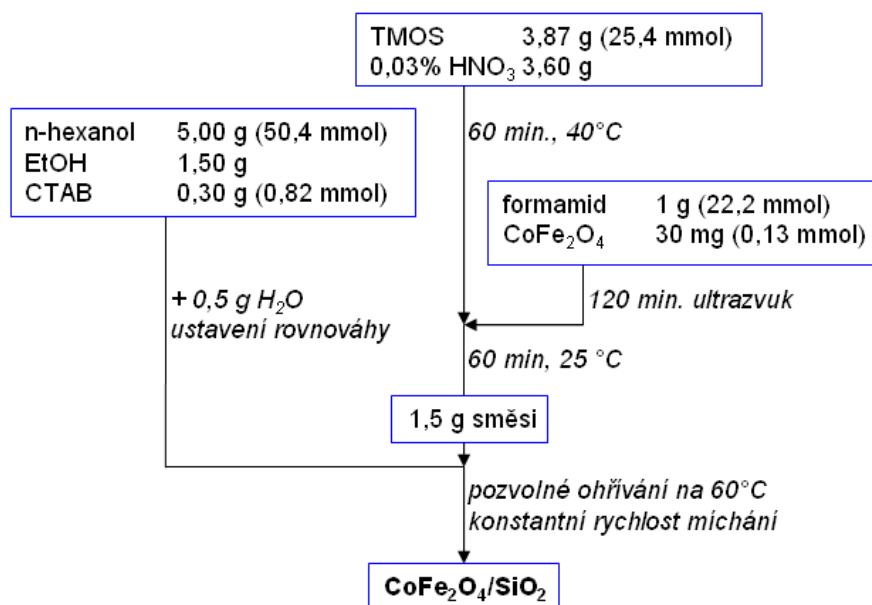 TMOS 3,87 g (25,4 mmol)
0,03% HNO₃ 3,60 g
n-hexanol 5,00 g (50,4 mmol)
EtOH 1,50 g
CTAB 0,30 g (0,82 mmol)
60 min., 40°C
formamid 1 g (22,2 mmol)
CoFe₂O₄ 30 mg (0,13 mmol)
+ 0,5 g H₂O
ustavení rovnováhy
120 min. ultrazvuk
60 min, 25 °C
1,5 g směsi
pozvolné ohřívání na 60°C
konstantní rychlost míchání
CoFe₂O₄/SiO₂